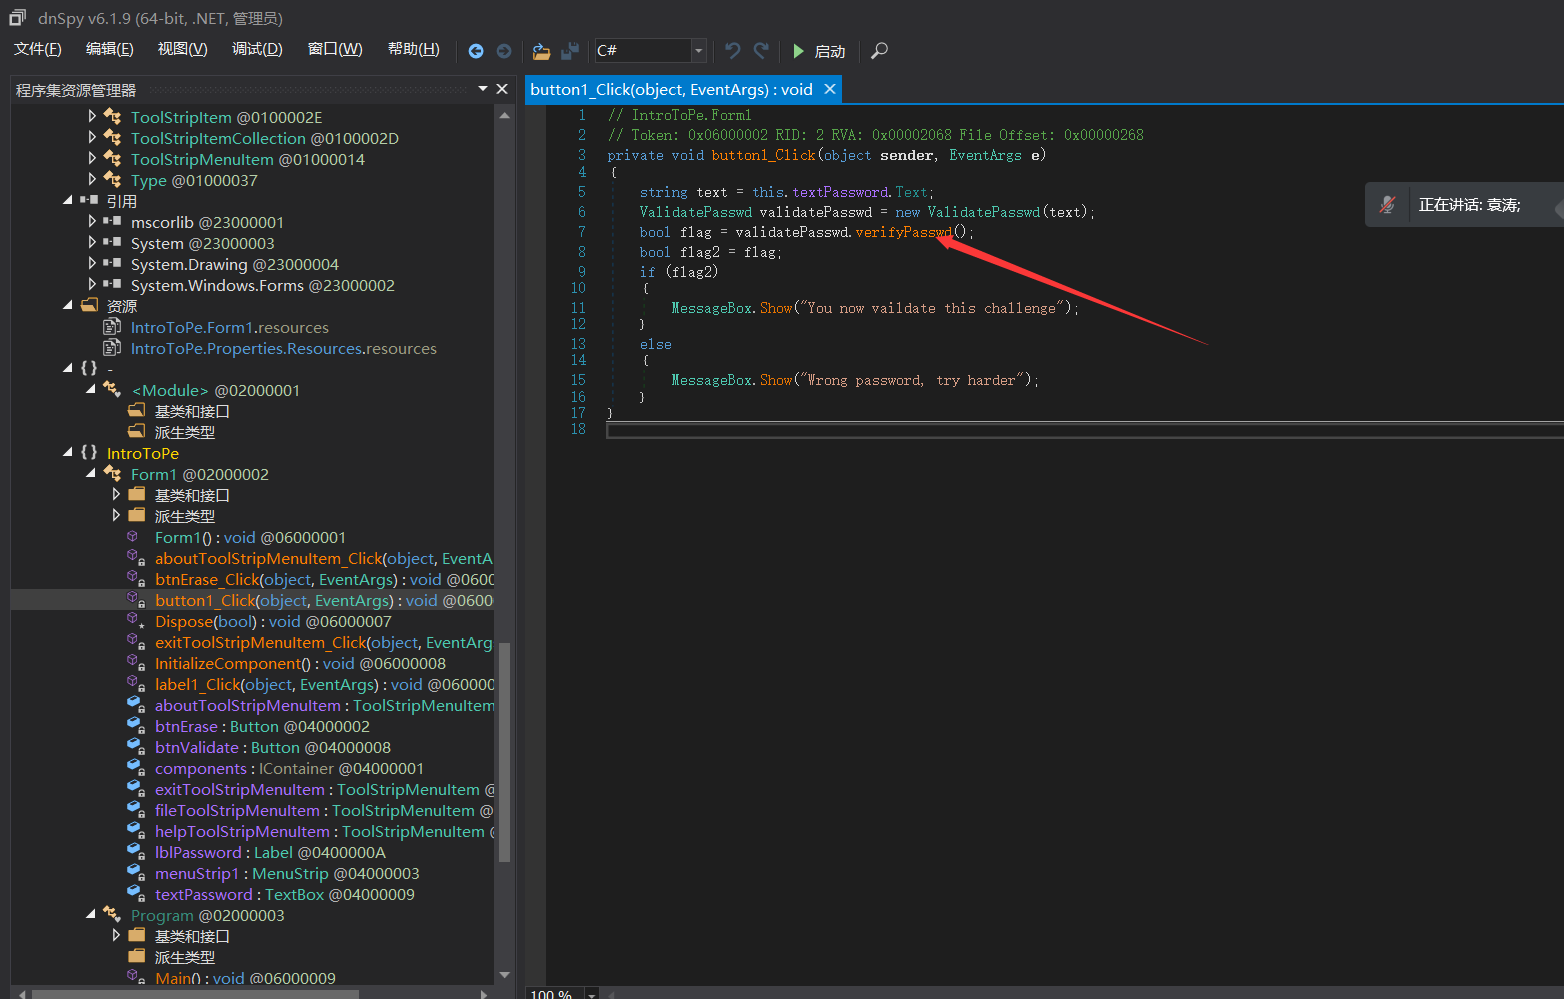 dnSpy v6.1.9 (64-bit, .NET, 管理员)
文件(F) 编辑(E) 视图(V) 调试(D) 窗口(W) 帮助(H) C# 启动
程序集资源管理器
ToolStripItem @0100002E
ToolStripItemCollection @0100002D
ToolStripMenuItem @01000014
Type @01000037
引用
mscorlib @23000001
System @23000003
System.Drawing @23000004
System.Windows.Forms @23000002
资源
IntroToPe.Form1.resources
IntroToPe.Properties.Resources.resources
{ } -
<Module> @02000001
基类和接口
派生类型
{ } IntroToPe
Form1 @02000002
基类和接口
派生类型
Form1() : void @06000001
aboutToolStripMenuItem_Click(object, EventA
btnErase_Click(object, EventArgs) : void @0600
button1_Click(object, EventArgs) : void @0600
Dispose(bool) : void @06000007
exitToolStripMenuItem_Click(object, EventArg
InitializeComponent() : void @06000008
label1_Click(object, EventArgs) : void @060000
aboutToolStripMenuItem : ToolStripMenuItem
btnErase : Button @04000002
btnValidate : Button @04000008
components : IContainer @04000001
exitToolStripMenuItem : ToolStripMenuItem @
fileToolStripMenuItem : ToolStripMenuItem @
helpToolStripMenuItem : ToolStripMenuItem @
lblPassword : Label @0400000A
menuStrip1 : MenuStrip @04000003
textPassword : TextBox @04000009
Program @02000003
基类和接口
派生类型
Main() : void @06000009
button1_Click(object, EventArgs) : void
1 // IntroToPe.Form1
2 // Token: 0x06000002 RID: 2 RVA: 0x00002068 File Offset: 0x00000268
3 private void button1_Click(object sender, EventArgs e)
4 {
5 string text = this.textPassword.Text;
6 ValidatePasswd validatePasswd = new ValidatePasswd(text);
7 bool flag = validatePasswd.verifyPasswd();
8 bool flag2 = flag;
9 if (flag2)
10 {
11 MessageBox.Show("You now vaildate this challenge");
12 }
13 else
14 {
15 MessageBox.Show("Wrong password, try harder");
16 }
17 }
18
100 %
正在讲话: 袁涛;